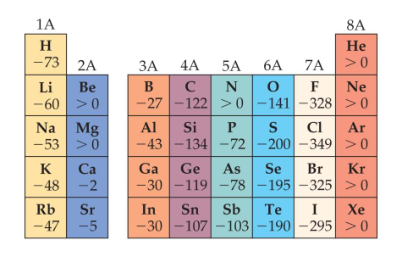 1A 8A
H He
−73 2A 3A 4A 5A 6A 7A > 0
Li Be B C N O F Ne
−60 > 0 −27 −122 > 0 −141 −328 > 0
Na Mg Al Si P S Cl Ar
−53 > 0 −43 −134 −72 −200 −349 > 0
K Ca Ga Ge As Se Br Kr
−48 −2 −30 −119 −78 −195 −325 > 0
Rb Sr In Sn Sb Te I Xe
−47 −5 −30 −107 −103 −190 −295 > 0